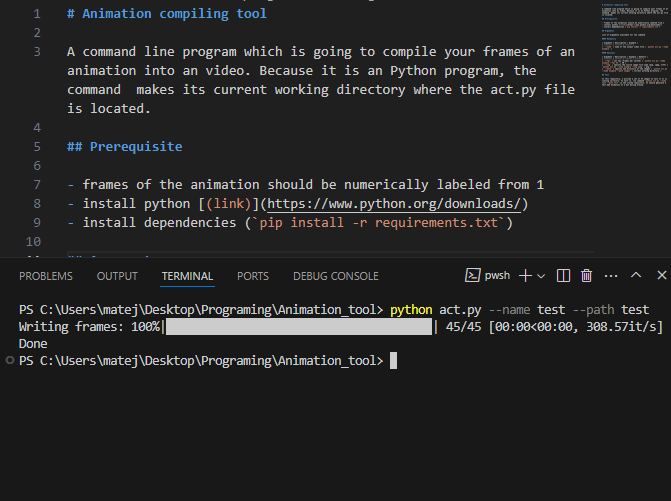 1 # Animation compiling tool
2
3 A command line program which is going to compile your frames of an
animation into an video. Because it is an Python program, the
command  makes its current working directory where the act.py file
is located.
4
5 ## Prerequisite
6
7 - frames of the animation should be numerically labeled from 1
8 - install python [(link)](https://www.python.org/downloads/)
9 - install dependencies (`pip install -r requirements.txt`)
10
PROBLEMS OUTPUT TERMINAL PORTS DEBUG CONSOLE pwsh
PS C:\Users\matej\Desktop\Programing\Animation_tool> python act.py --name test --path test
Writing frames: 100%| | 45/45 [00:00<00:00, 308.57it/s]
Done
PS C:\Users\matej\Desktop\Programing\Animation_tool>